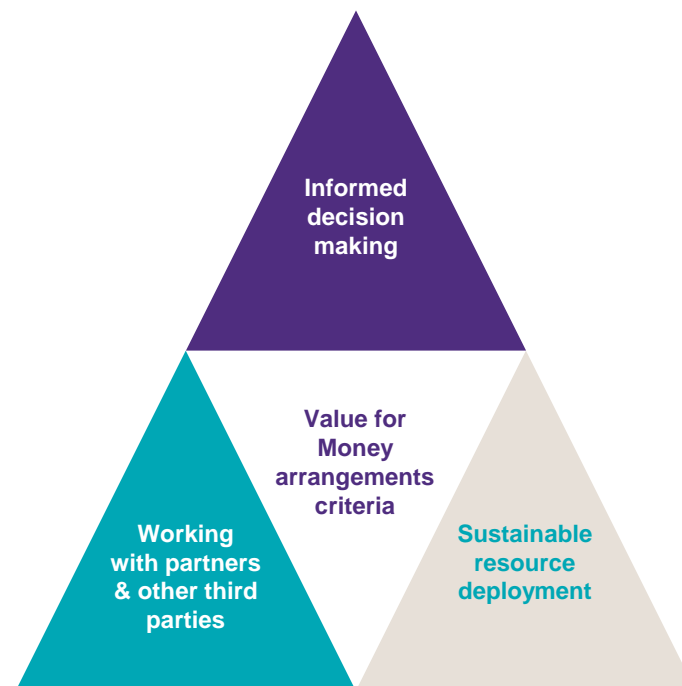 Informed
decision
making
Value for
Money
arrangements
criteria
Working
with partners
& other third
parties
Sustainable
resource
deployment